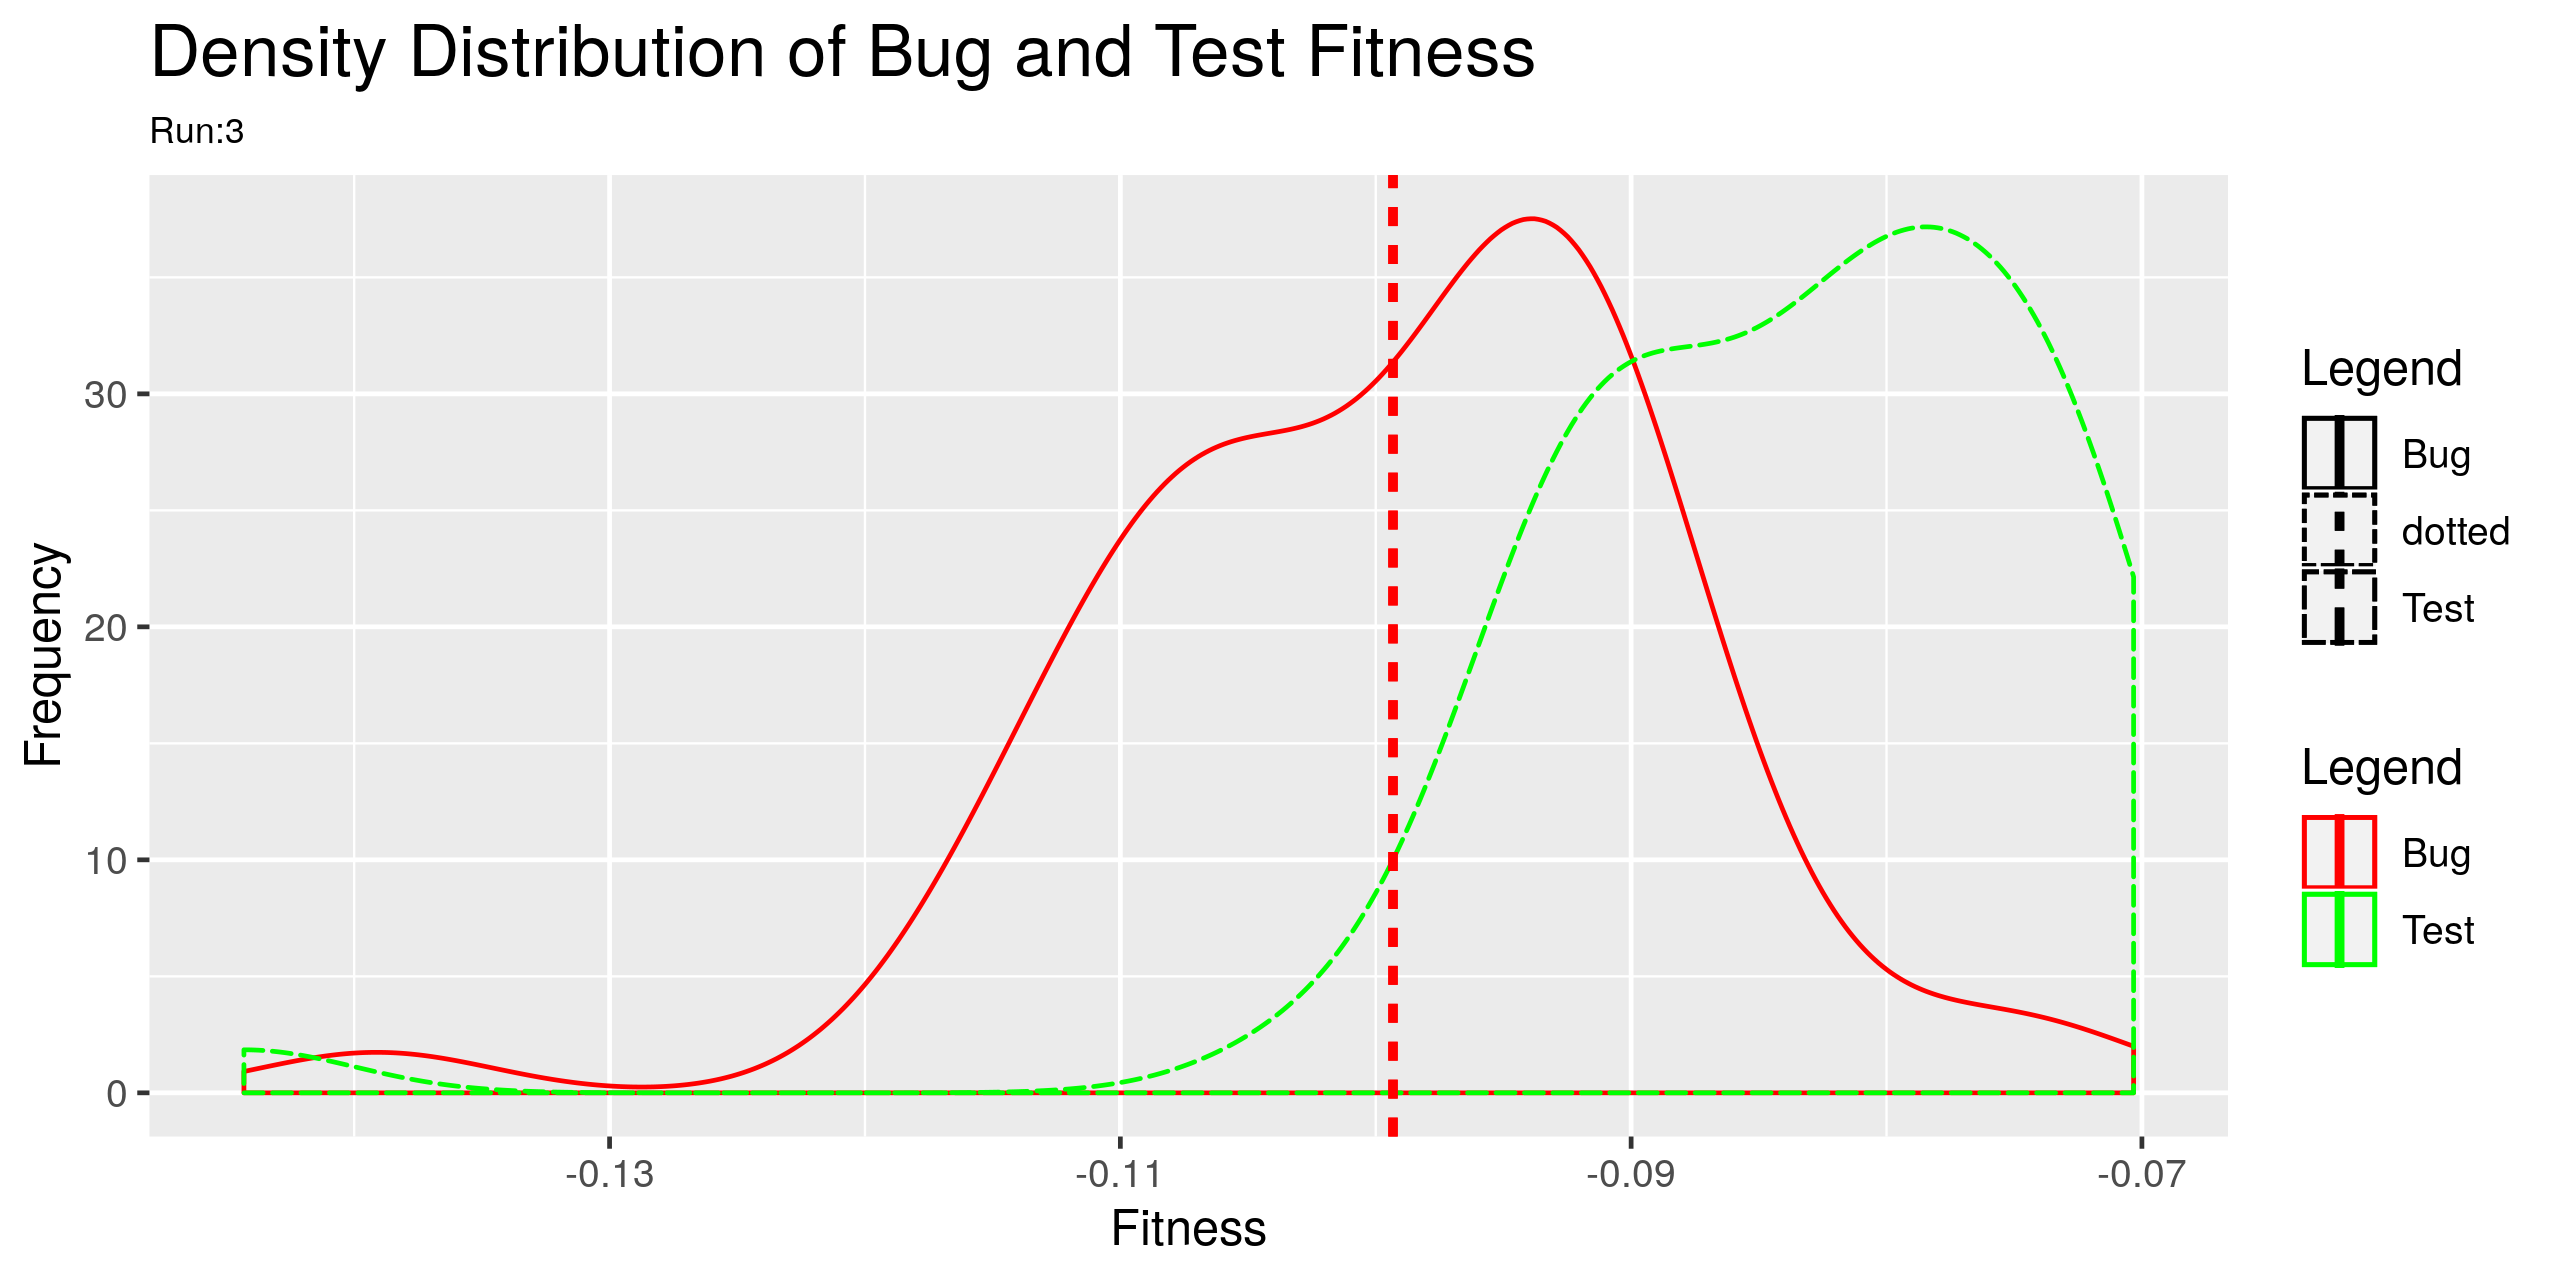 Density Distribution of Bug and Test Fitness
Run:3
Frequency
30
20
10
0
-0.13
-0.11
-0.09
-0.07
Fitness
Legend
Bug
dotted
Test
Legend
Bug
Test